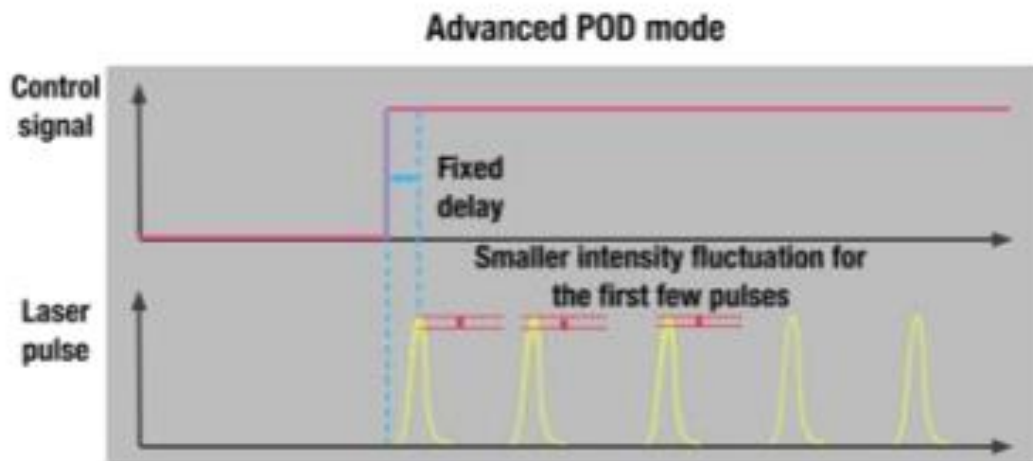 Advanced POD mode
Control
signal
Fixed
delay
Smaller intensity fluctuation for
the first few pulses
Laser
pulse